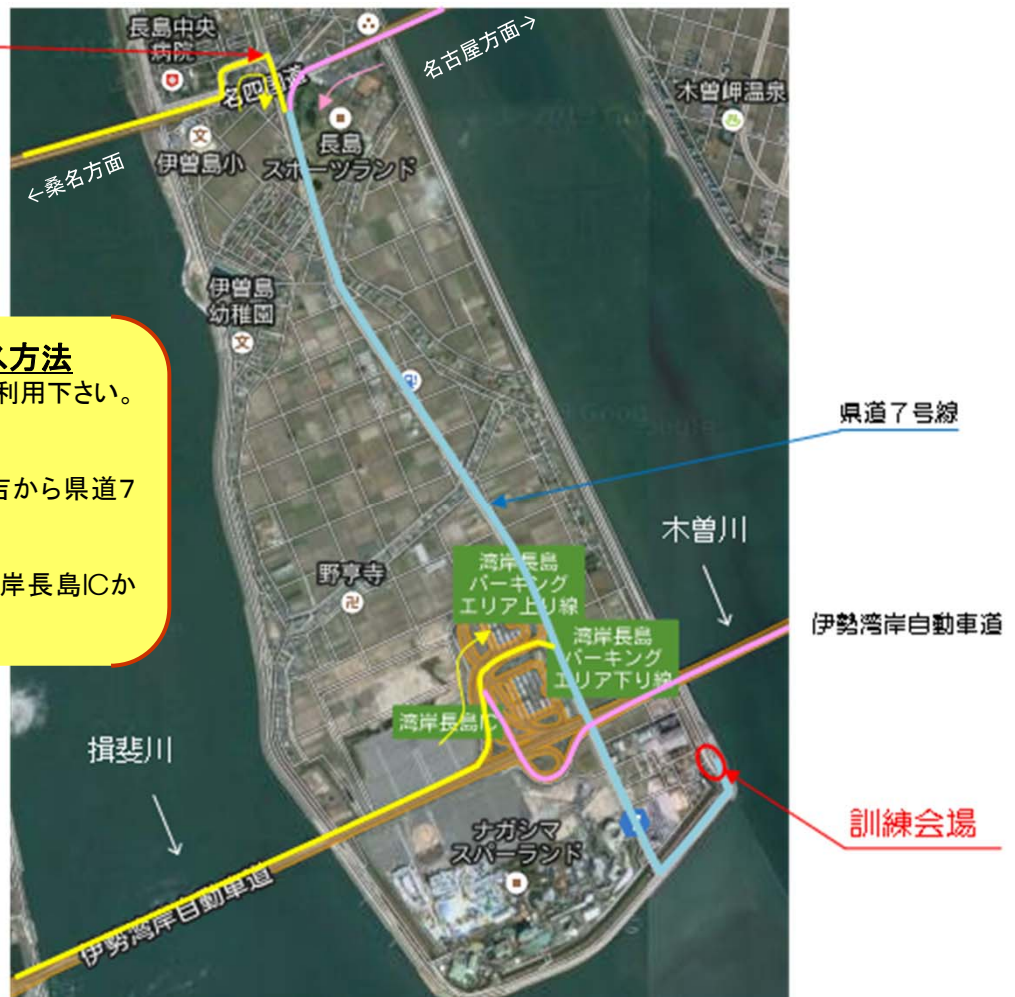 長島中央
病院
名四国道
名古屋方面→
木曽岬温泉
長島
スポーツランド
伊曽島小
←桑名方面
伊曽島
幼稚園
ス方法
利用下さい。
吉から県道7
岸長島ICか
県道7号線
木曽川
野亨寺
湾岸長島
パーキング
エリア上り線
湾岸長島
パーキング
エリア下り線
伊勢湾岸自動車道
湾岸長島IC
揖斐川
訓練会場
ナガシマ
スパーランド
伊勢湾岸自動車道